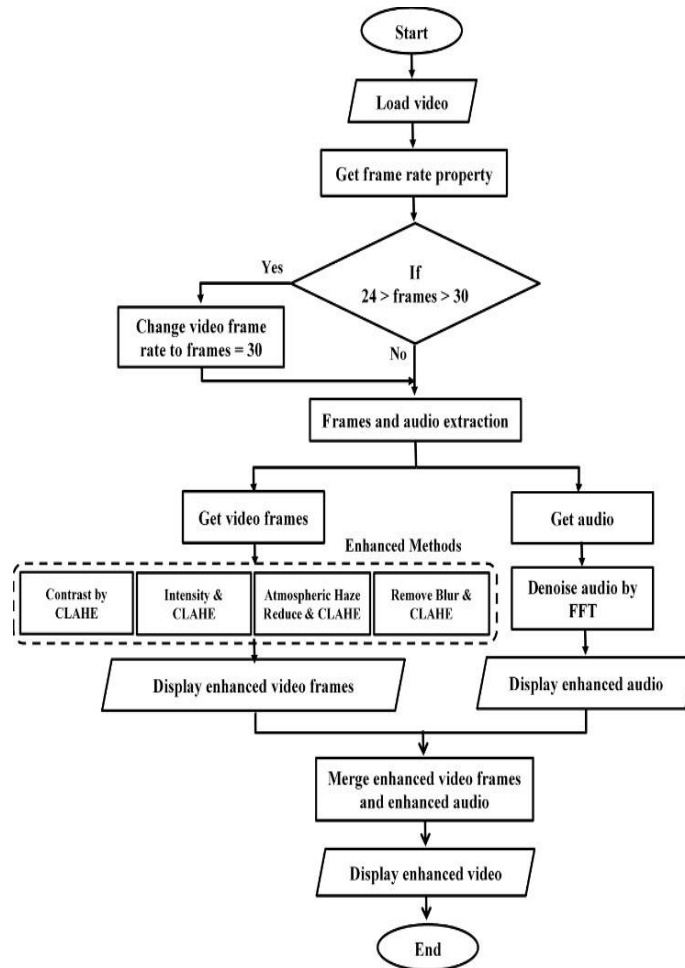 Start
Load video
Get frame rate property
If
24 > frames > 30
Yes
Change video frame
rate to frames = 30
No
Frames and audio extraction
Get video frames
Get audio
Enhanced Methods
Contrast by
CLAHE
Intensity &
CLAHE
Atmospheric Haze
Reduce & CLAHE
Remove Blur &
CLAHE
Denoise audio by
FFT
Display enhanced video frames
Display enhanced audio
Merge enhanced video frames
and enhanced audio
Display enhanced video
End